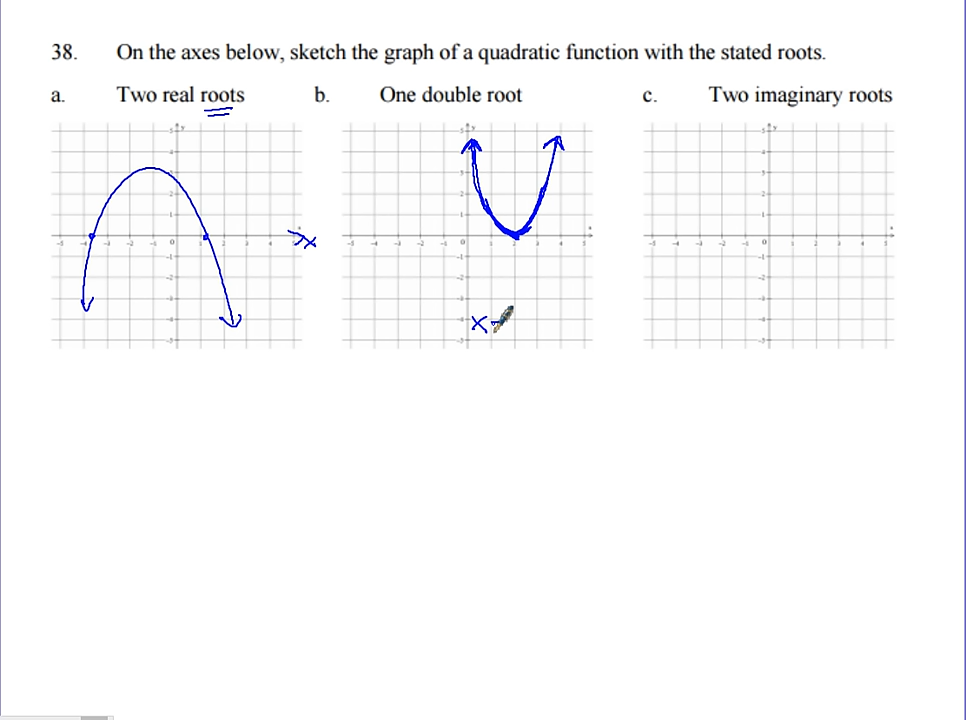 38. On the axes below, sketch the graph of a quadratic function with the stated roots.
a. Two real roots b. One double root c. Two imaginary roots
x
x-